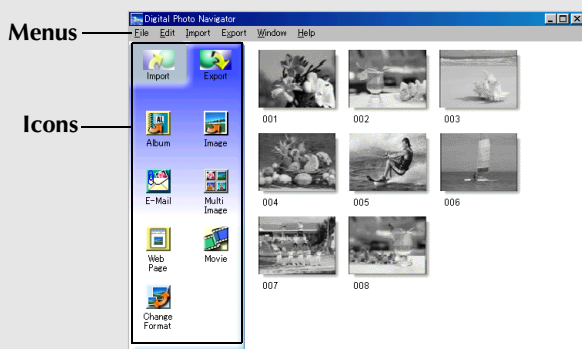 Digital Photo Navigator
Menus
File Edit Import Export Window Help
Icons
Import Export
Album Image
E-Mail Multi Image
Web Page Movie
Change Format
001 002 003
004 005 006
007 008